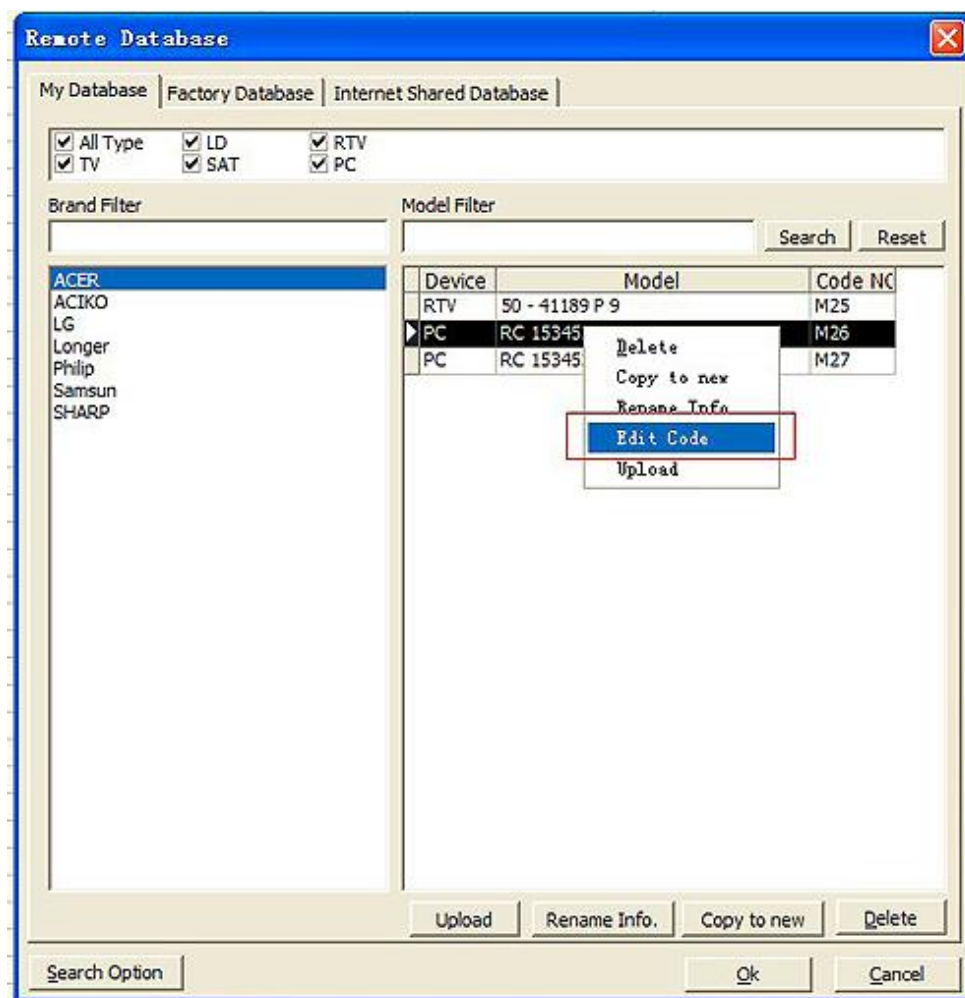 Remote Database
My Database Factory Database Internet Shared Database
All Type LD RTV
TV SAT PC
Brand Filter Model Filter
Search Reset
ACER
ACIKO
LG
Longer
Philip
Samsun
SHARP
Device Model Code NO
RTV 50 - 41189 P 9 M25
PC RC 15345 M26
PC RC 15345 M27
Delete
Copy to new
Rename Info
Edit Code
Upload
Upload Rename Info. Copy to new Delete
Search Option Ok Cancel